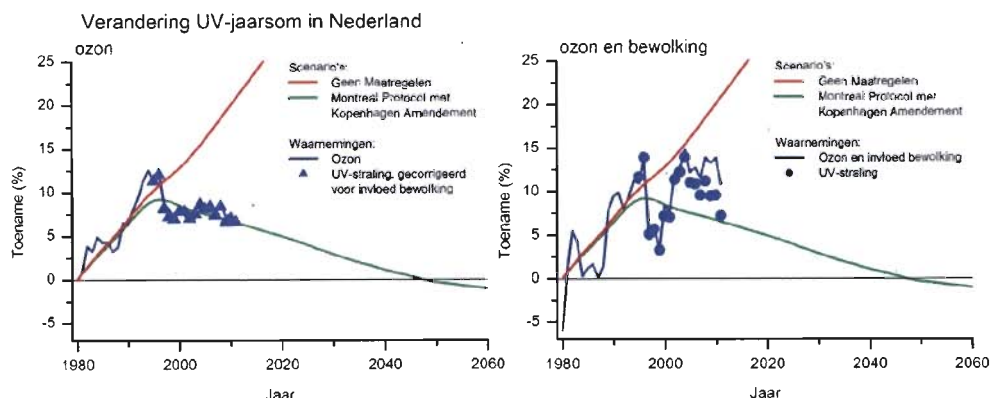 Verandering UV-jaarsom in Nederland
ozon
Scenario's:
Geen Maatregelen
Montreal Protocol met
Kopenhagen Amendement
Waarnemingen:
Ozon
UV-straling, gecorrigeerd
voor invloed bewolking
Toename (%)
25
20
15
10
5
0
-5
1980
2000
2020
2040
2060
Jaar
ozon en bewolking
Scenario's:
Geen Maatregelen
Montreal Protocol met
Kopenhagen Amendement
Waarnemingen:
Ozon en invloed bewolking
UV-straling
Toename (%)
25
20
15
10
5
0
-5
1980
2000
2020
2040
2060
Jaar